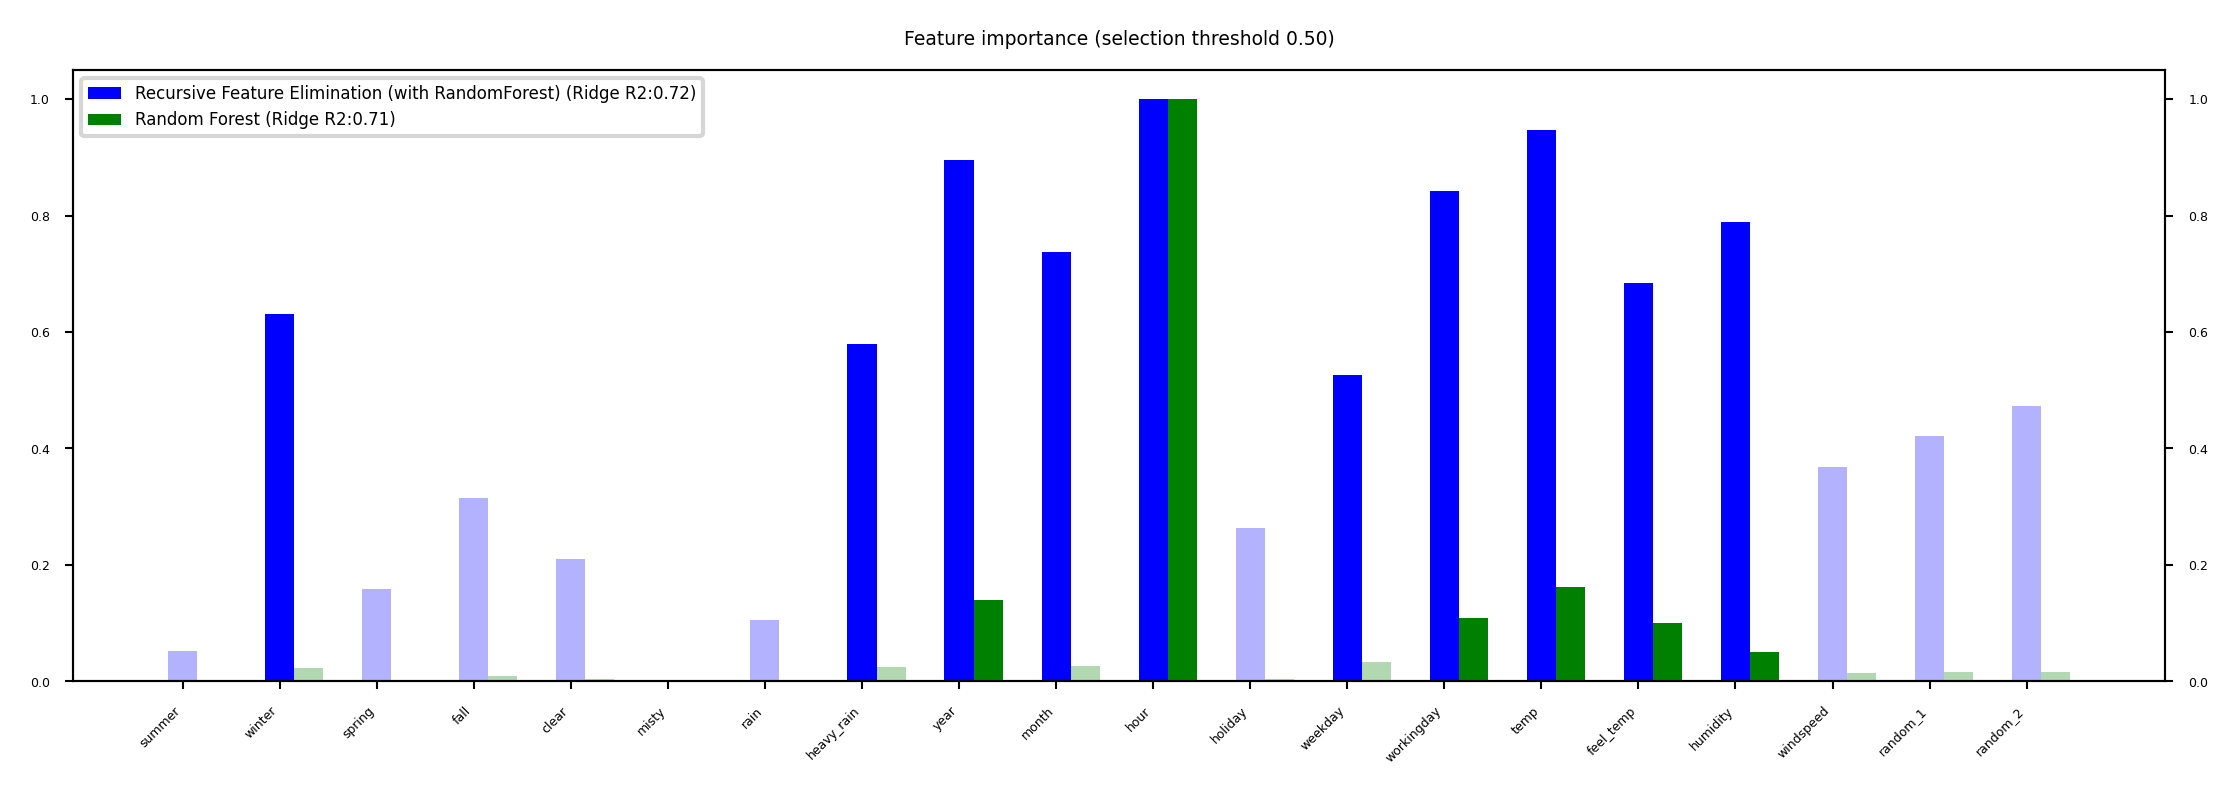 Feature importance (selection threshold 0.50)
Recursive Feature Elimination (with RandomForest) (Ridge R2:0.72)
Random Forest (Ridge R2:0.71)
1.0 1.0
0.8 0.8
0.6 0.6
0.4 0.4
0.2 0.2
0.0 0.0
summer winter spring fall clear misty rain heavy_rain year month hour holiday weekday workingday temp feel_temp humidity windspeed random_1 random_2